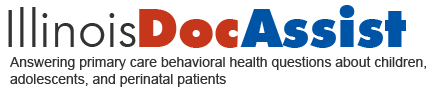 IllinoisDocAssist
Answering primary care behavioral health questions about children,
adolescents, and perinatal patients